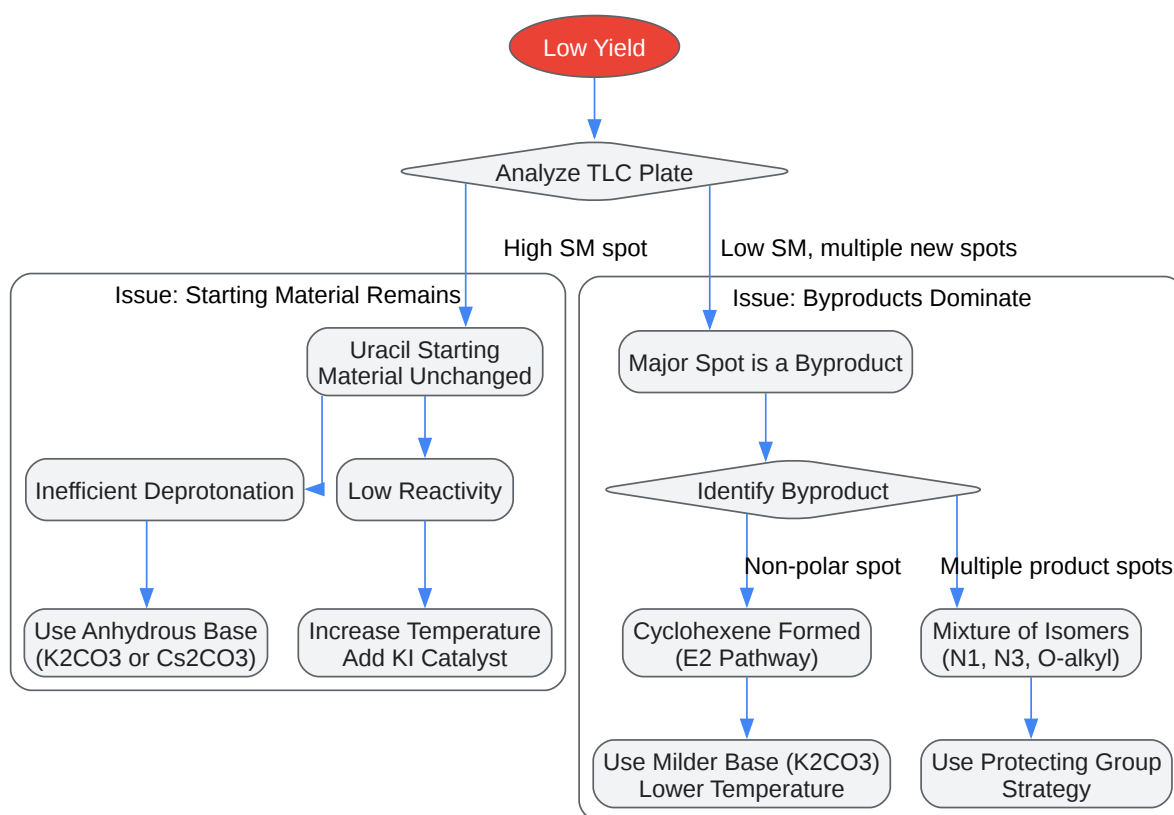 Low Yield
Analyze TLC Plate
High SM spot
Low SM, multiple new spots
Issue: Starting Material Remains
Uracil Starting
Material Unchanged
Inefficient Deprotonation
Low Reactivity
Use Anhydrous Base
(K2CO3 or Cs2CO3)
Increase Temperature
Add KI Catalyst
Issue: Byproducts Dominate
Major Spot is a Byproduct
Identify Byproduct
Non-polar spot
Multiple product spots
Cyclohexene Formed
(E2 Pathway)
Mixture of Isomers
(N1, N3, O-alkyl)
Use Milder Base (K2CO3)
Lower Temperature
Use Protecting Group
Strategy